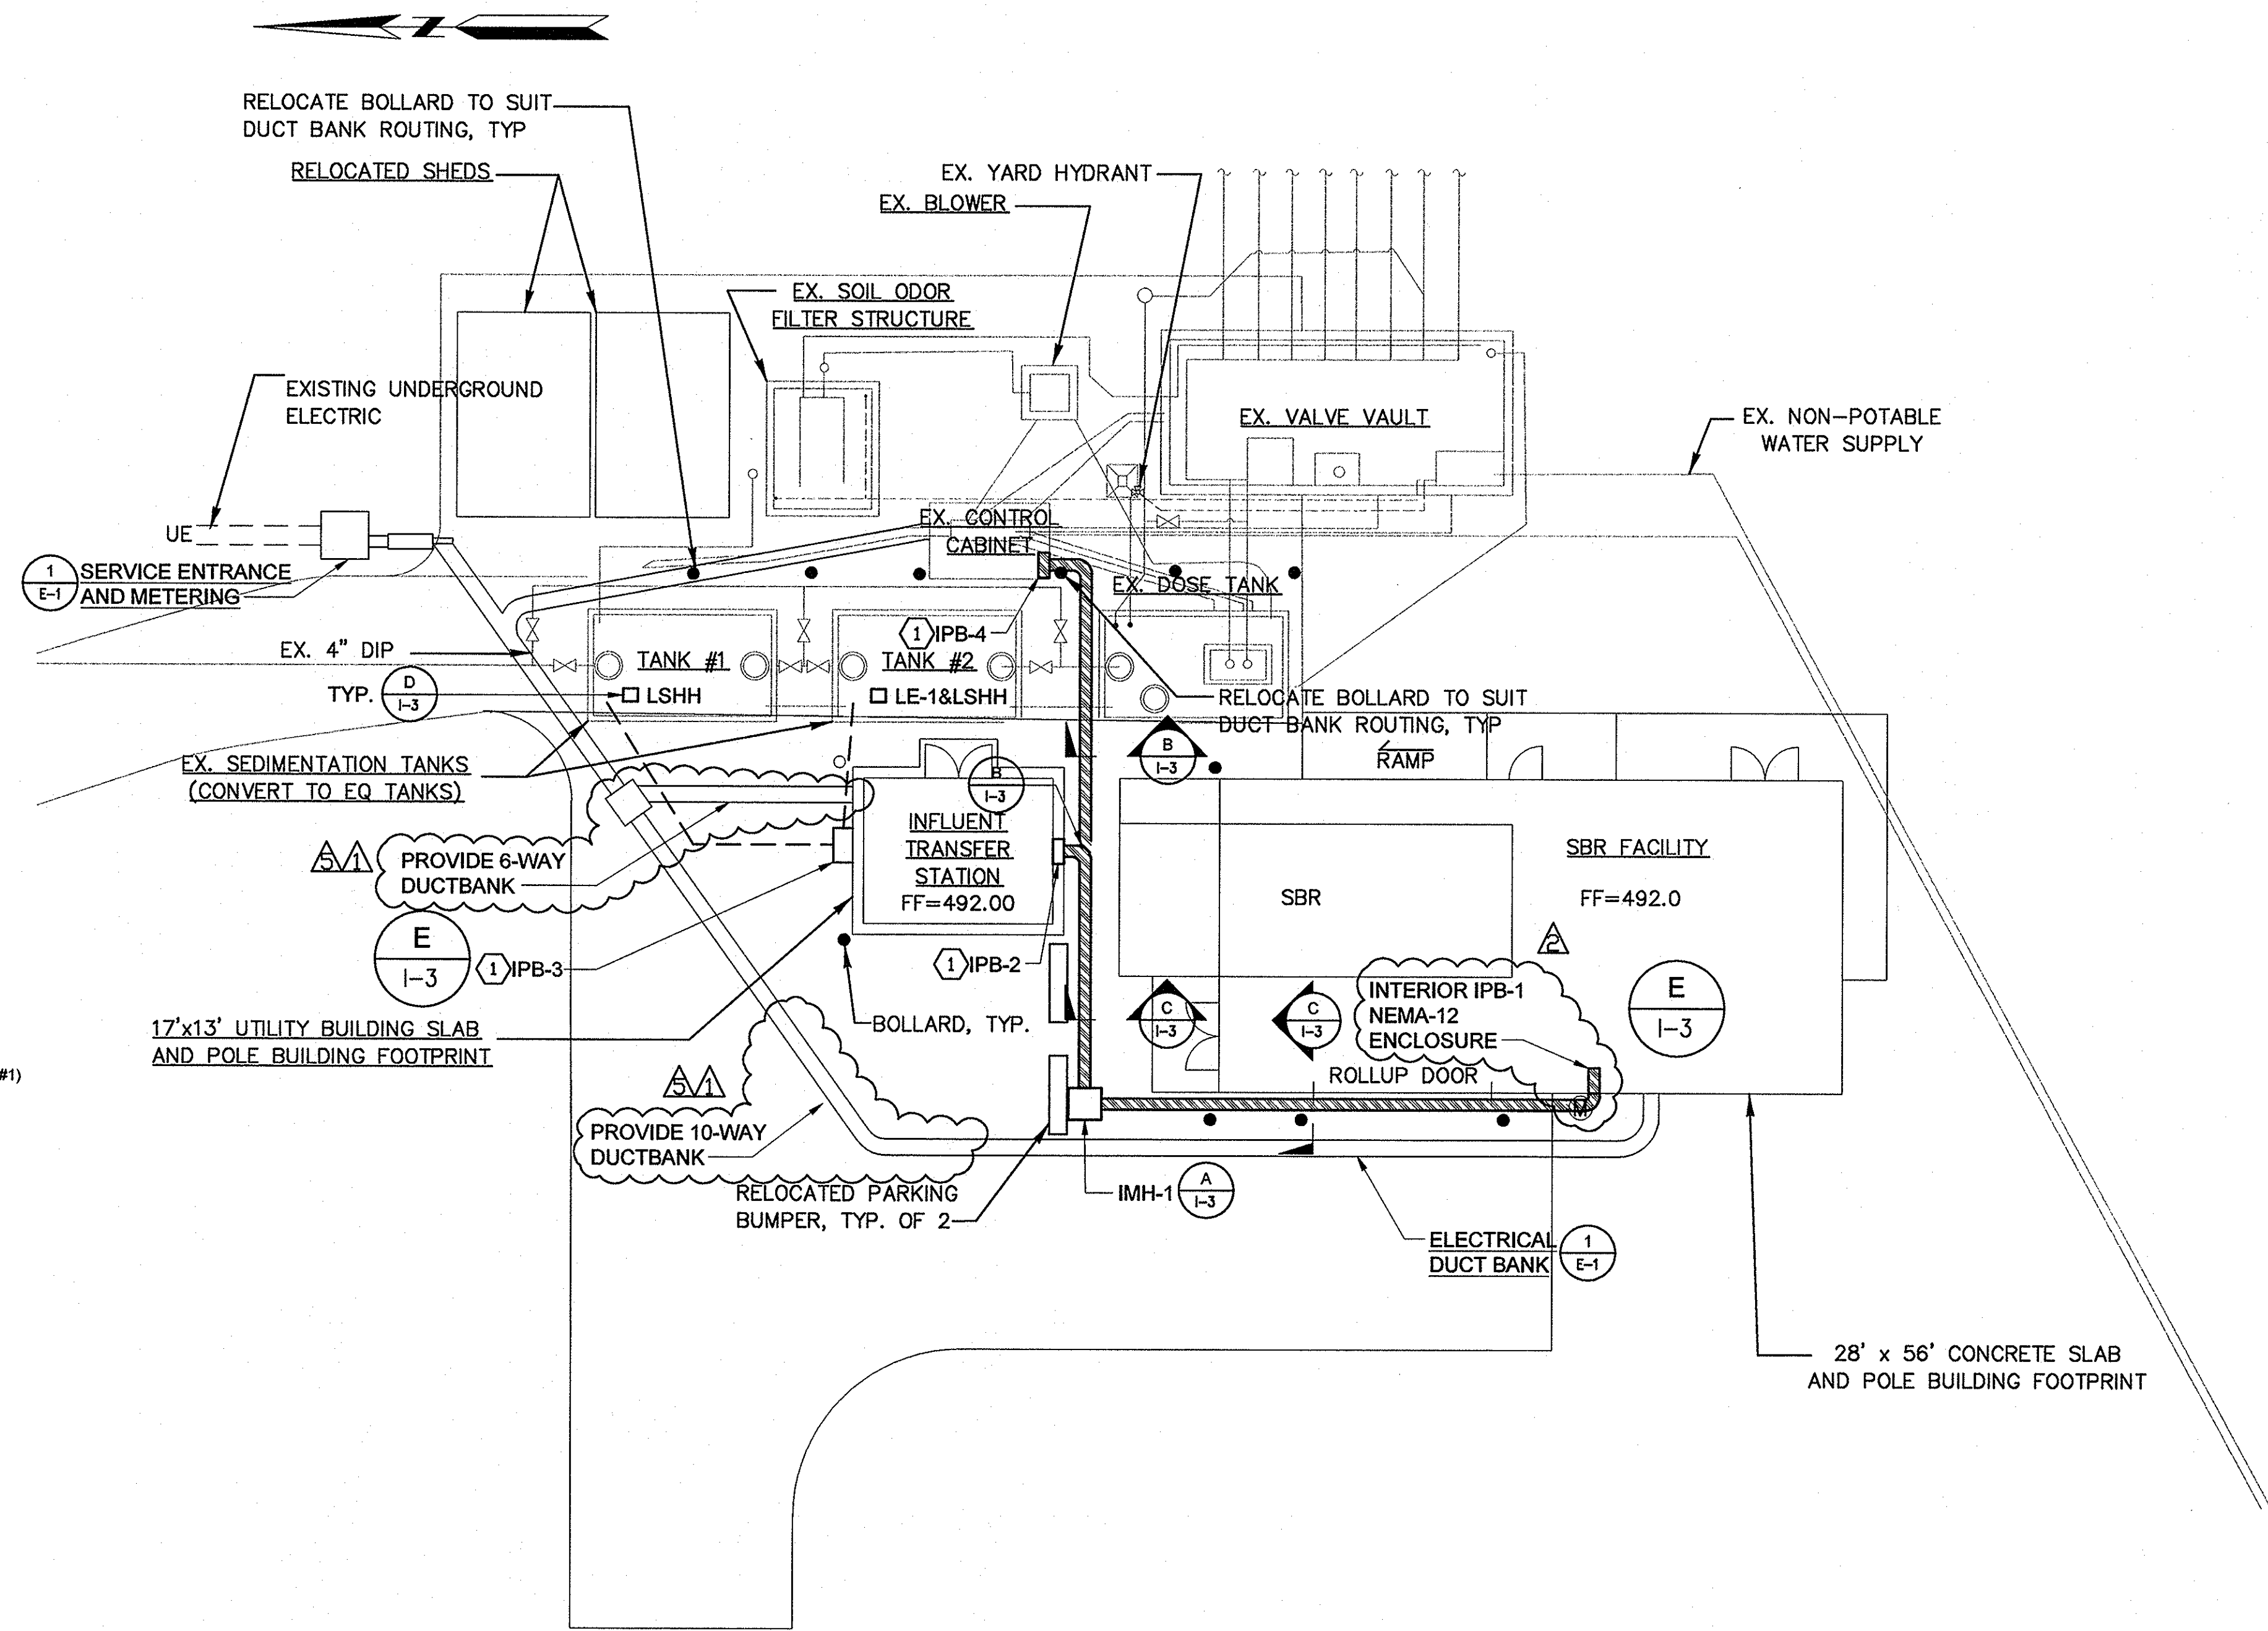 Z
RELOCATE BOLLARD TO SUIT
DUCT BANK ROUTING, TYP
RELOCATED SHEDS
EX. YARD HYDRANT
EX. BLOWER
EX. SOIL ODOR
FILTER STRUCTURE
EXISTING UNDERGROUND
ELECTRIC
EX. VALVE VAULT
EX. NON-POTABLE
WATER SUPPLY
UE
EX. CONTROL
CABINET
1
E-1
SERVICE ENTRANCE
AND METERING
EX. DOSE TANK
1
IPB-4
EX. 4" DIP
TANK #1
TANK #2
TYP.
D
I-3
LSHH
LE-1&LSHH
RELOCATE BOLLARD TO SUIT
DUCT BANK ROUTING, TYP
B
I-3
RAMP
EX. SEDIMENTATION TANKS
(CONVERT TO EQ TANKS)
B
I-3
INFLUENT
TRANSFER
STATION
FF=492.00
SBR FACILITY
FF=492.0
SBR
5
1
PROVIDE 6-WAY
DUCTBANK
E
I-3
1
IPB-3
1
IPB-2
2
INTERIOR IPB-1
NEMA-12
ENCLOSURE
E
I-3
C
I-3
C
I-3
BOLLARD, TYP.
17'x13' UTILITY BUILDING SLAB
AND POLE BUILDING FOOTPRINT
#1)
ROLLUP DOOR
M
5
1
PROVIDE 10-WAY
DUCTBANK
RELOCATED PARKING
BUMPER, TYP. OF 2
IMH-1
A
I-3
ELECTRICAL
DUCT BANK
1
E-1
28' x 56' CONCRETE SLAB
AND POLE BUILDING FOOTPRINT